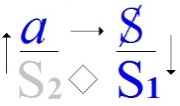 a → $
S₂ ◇ S₁